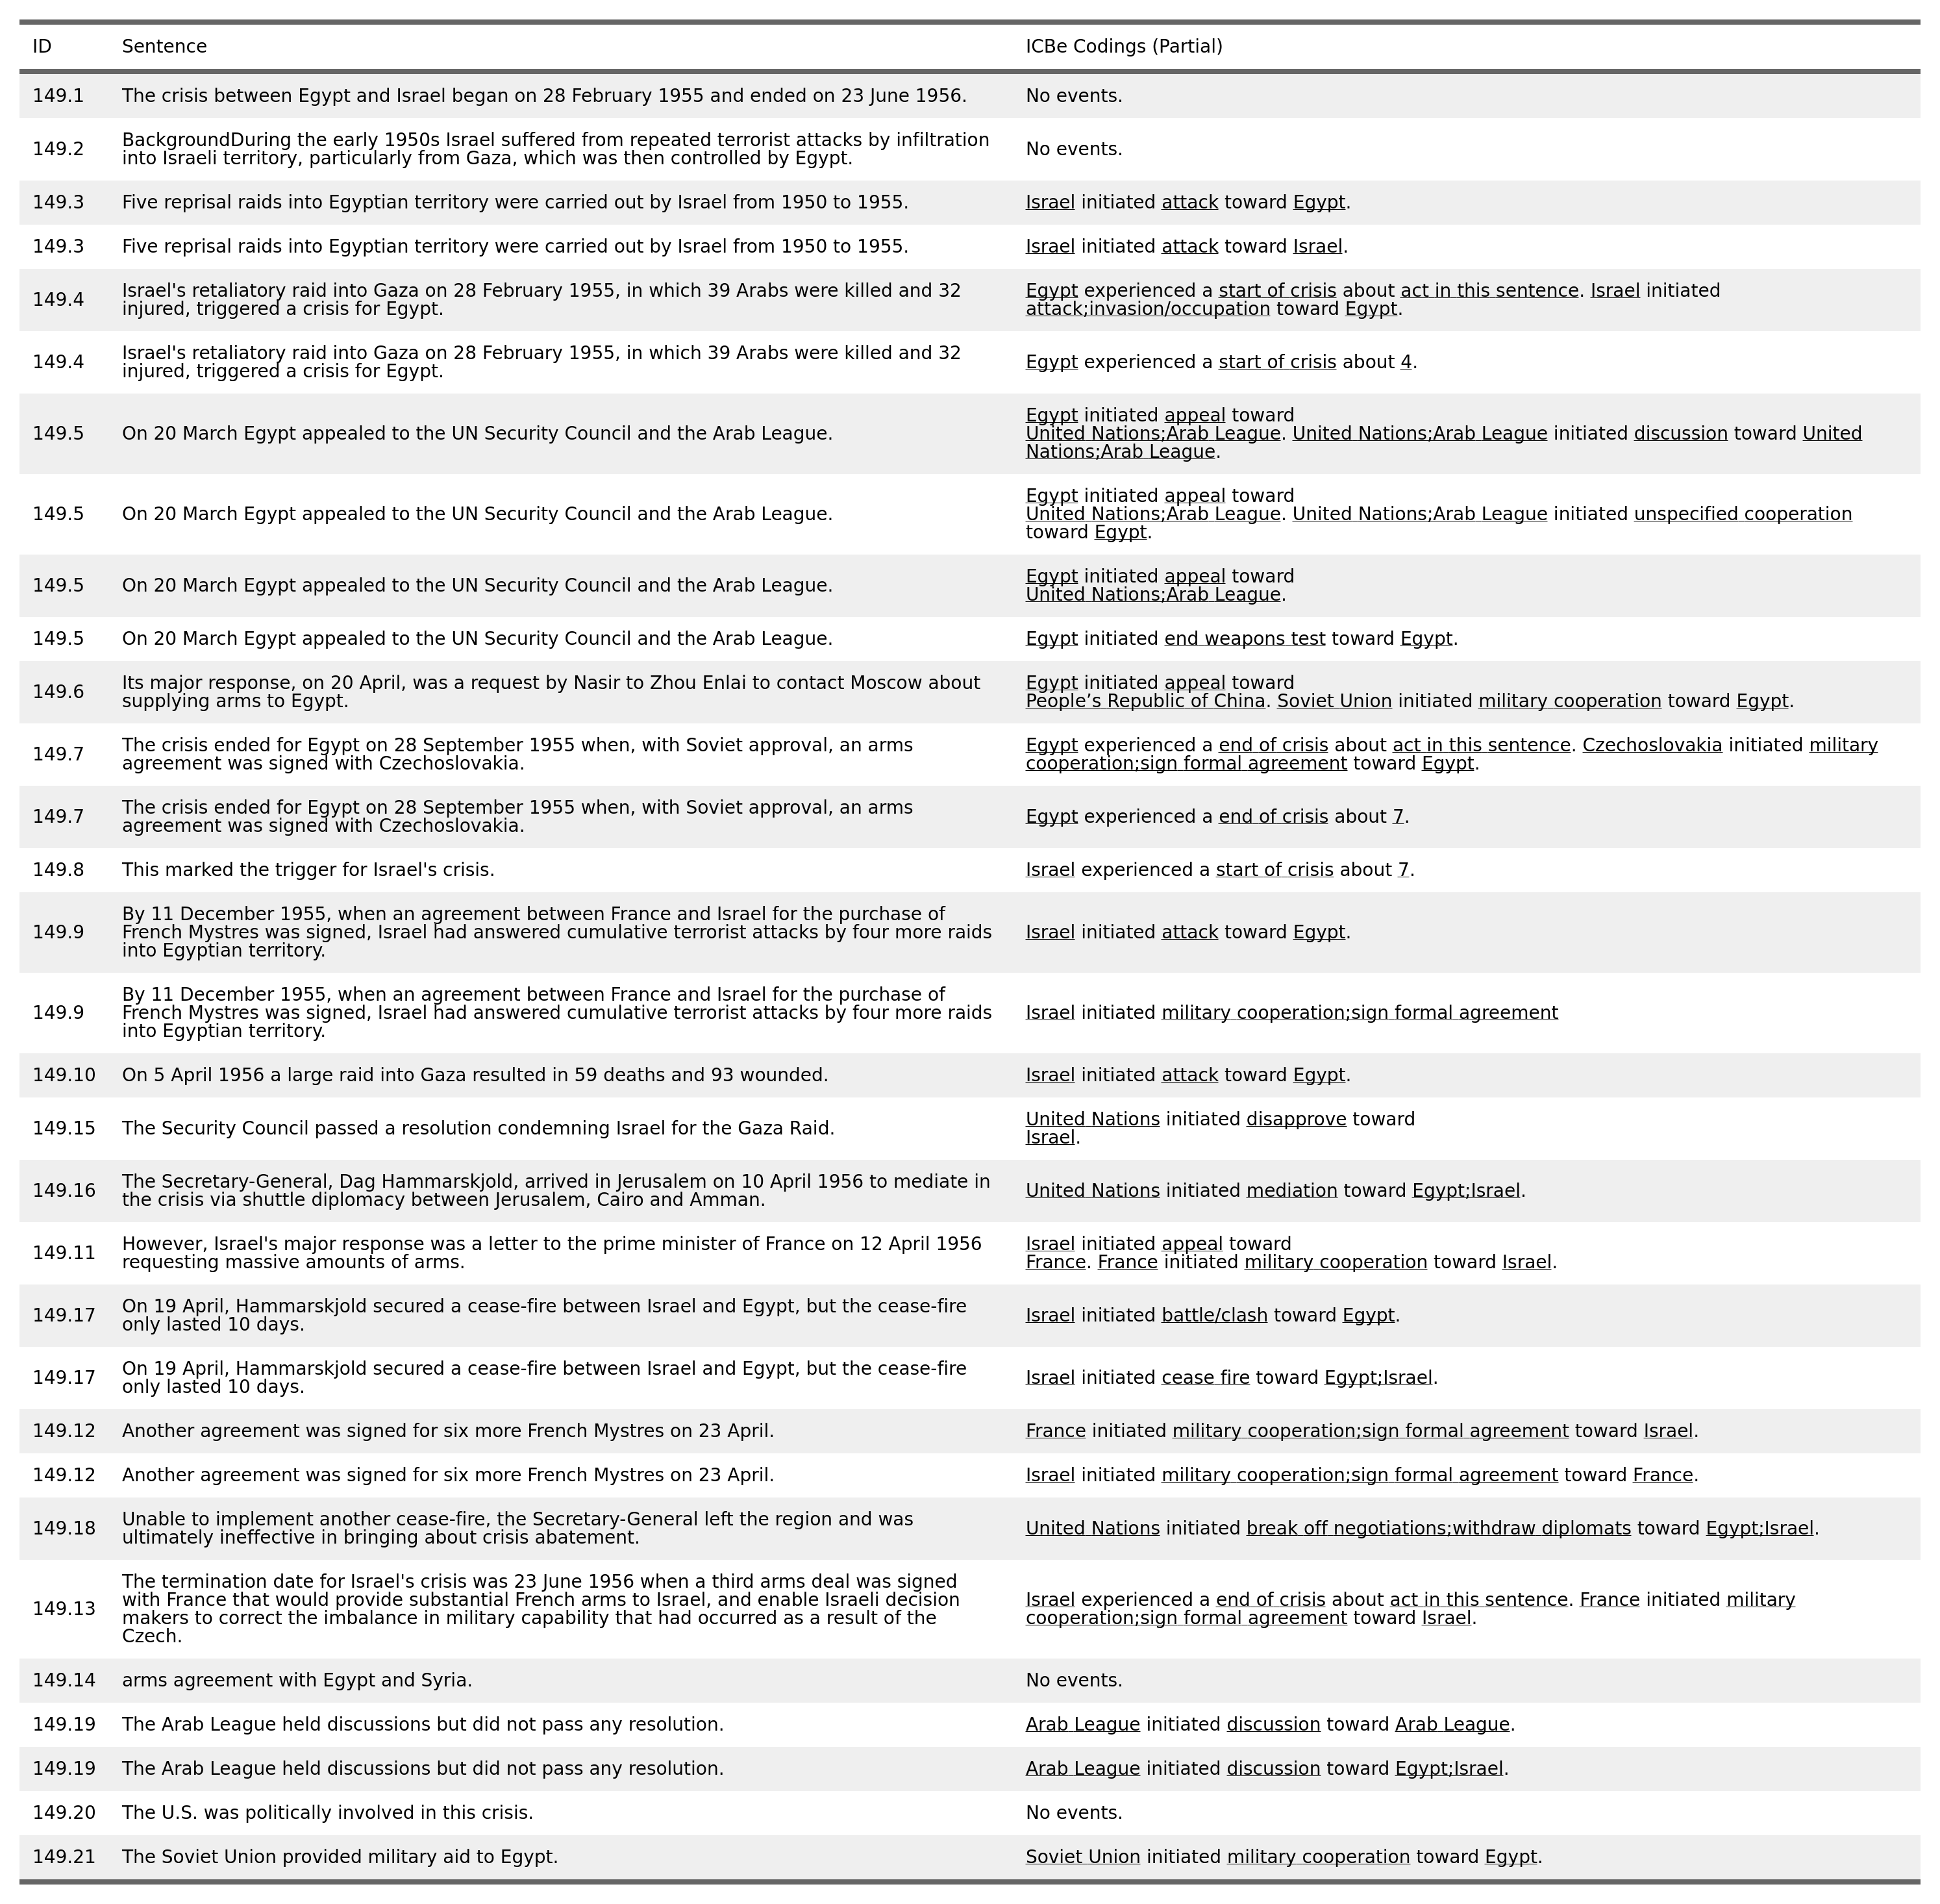 ID Sentence ICBe Codings (Partial)
149.1 The crisis between Egypt and Israel began on 28 February 1955 and ended on 23 June 1956. No events.
149.2 BackgroundDuring the early 1950s Israel suffered from repeated terrorist attacks by infiltration
into Israeli territory, particularly from Gaza, which was then controlled by Egypt. No events.
149.3 Five reprisal raids into Egyptian territory were carried out by Israel from 1950 to 1955. Israel initiated attack toward Egypt.
149.3 Five reprisal raids into Egyptian territory were carried out by Israel from 1950 to 1955. Israel initiated attack toward Israel.
149.4 Israel's retaliatory raid into Gaza on 28 February 1955, in which 39 Arabs were killed and 32
injured, triggered a crisis for Egypt.
Egypt experienced a start of crisis about act in this sentence. Israel initiated
attack;invasion/occupation toward Egypt.
149.4 Israel's retaliatory raid into Gaza on 28 February 1955, in which 39 Arabs were killed and 32
injured, triggered a crisis for Egypt.
Egypt experienced a start of crisis about 4.
149.5 On 20 March Egypt appealed to the UN Security Council and the Arab League.
Egypt initiated appeal toward
United Nations;Arab League. United Nations;Arab League initiated discussion toward United
Nations;Arab League.
149.5 On 20 March Egypt appealed to the UN Security Council and the Arab League.
Egypt initiated appeal toward
United Nations;Arab League. United Nations;Arab League initiated unspecified cooperation
toward Egypt.
149.5 On 20 March Egypt appealed to the UN Security Council and the Arab League.
Egypt initiated appeal toward
United Nations;Arab League.
149.5 On 20 March Egypt appealed to the UN Security Council and the Arab League. Egypt initiated end weapons test toward Egypt.
149.6 Its major response, on 20 April, was a request by Nasir to Zhou Enlai to contact Moscow about
supplying arms to Egypt.
Egypt initiated appeal toward
People’s Republic of China. Soviet Union initiated military cooperation toward Egypt.
149.7 The crisis ended for Egypt on 28 September 1955 when, with Soviet approval, an arms
agreement was signed with Czechoslovakia.
Egypt experienced a end of crisis about act in this sentence. Czechoslovakia initiated military
cooperation;sign formal agreement toward Egypt.
149.7 The crisis ended for Egypt on 28 September 1955 when, with Soviet approval, an arms
agreement was signed with Czechoslovakia.
Egypt experienced a end of crisis about 7.
149.8 This marked the trigger for Israel's crisis. Israel experienced a start of crisis about 7.
149.9 By 11 December 1955, when an agreement between France and Israel for the purchase of
French Mystres was signed, Israel had answered cumulative terrorist attacks by four more raids
into Egyptian territory.
Israel initiated attack toward Egypt.
149.9 By 11 December 1955, when an agreement between France and Israel for the purchase of
French Mystres was signed, Israel had answered cumulative terrorist attacks by four more raids
into Egyptian territory.
Israel initiated military cooperation;sign formal agreement
149.10 On 5 April 1956 a large raid into Gaza resulted in 59 deaths and 93 wounded. Israel initiated attack toward Egypt.
149.15 The Security Council passed a resolution condemning Israel for the Gaza Raid.
United Nations initiated disapprove toward
Israel.
149.16 The Secretary-General, Dag Hammarskjold, arrived in Jerusalem on 10 April 1956 to mediate in
the crisis via shuttle diplomacy between Jerusalem, Cairo and Amman.
United Nations initiated mediation toward Egypt;Israel.
149.11 However, Israel's major response was a letter to the prime minister of France on 12 April 1956
requesting massive amounts of arms.
Israel initiated appeal toward
France. France initiated military cooperation toward Israel.
149.17 On 19 April, Hammarskjold secured a cease-fire between Israel and Egypt, but the cease-fire
only lasted 10 days.
Israel initiated battle/clash toward Egypt.
149.17 On 19 April, Hammarskjold secured a cease-fire between Israel and Egypt, but the cease-fire
only lasted 10 days.
Israel initiated cease fire toward Egypt;Israel.
149.12 Another agreement was signed for six more French Mystres on 23 April. France initiated military cooperation;sign formal agreement toward Israel.
149.12 Another agreement was signed for six more French Mystres on 23 April. Israel initiated military cooperation;sign formal agreement toward France.
149.18 Unable to implement another cease-fire, the Secretary-General left the region and was
ultimately ineffective in bringing about crisis abatement.
United Nations initiated break off negotiations;withdraw diplomats toward Egypt;Israel.
149.13 The termination date for Israel's crisis was 23 June 1956 when a third arms deal was signed
with France that would provide substantial French arms to Israel, and enable Israeli decision
makers to correct the imbalance in military capability that had occurred as a result of the
Czech.
Israel experienced a end of crisis about act in this sentence. France initiated military
cooperation;sign formal agreement toward Israel.
149.14 arms agreement with Egypt and Syria. No events.
149.19 The Arab League held discussions but did not pass any resolution. Arab League initiated discussion toward Arab League.
149.19 The Arab League held discussions but did not pass any resolution. Arab League initiated discussion toward Egypt;Israel.
149.20 The U.S. was politically involved in this crisis. No events.
149.21 The Soviet Union provided military aid to Egypt. Soviet Union initiated military cooperation toward Egypt.